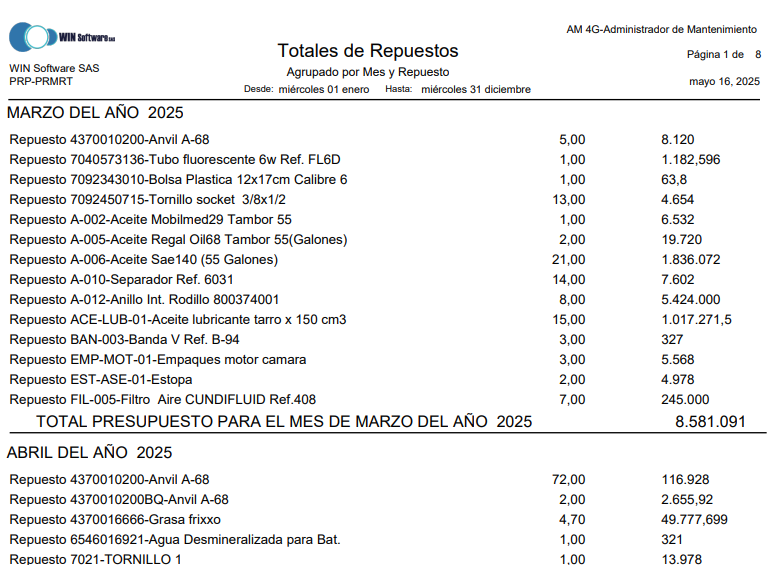 WIN Software SAS
AM 4G-Administrador de Mantenimiento
Totales de Repuestos
Página 1 de 8
WIN Software SAS
Agrupado por Mes y Repuesto
PRP-PRMRT
mayo 16, 2025
Desde: miércoles 01 enero Hasta: miércoles 31 diciembre
MARZO DEL AÑO 2025
Repuesto 4370010200-Anvil A-68 5,00 8.120
Repuesto 7040573136-Tubo fluorescente 6w Ref. FL6D 1,00 1.182,596
Repuesto 7092343010-Bolsa Plastica 12x17cm Calibre 6 1,00 63,8
Repuesto 7092450715-Tornillo socket 3/8x1/2 13,00 4.654
Repuesto A-002-Aceite Mobilmed29 Tambor 55 1,00 6.532
Repuesto A-005-Aceite Regal Oil68 Tambor 55(Galones) 2,00 19.720
Repuesto A-006-Aceite Sae140 (55 Galones) 21,00 1.836.072
Repuesto A-010-Separador Ref. 6031 14,00 7.602
Repuesto A-012-Anillo Int. Rodillo 800374001 8,00 5.424.000
Repuesto ACE-LUB-01-Aceite lubricante tarro x 150 cm3 15,00 1.017.271,5
Repuesto BAN-003-Banda V Ref. B-94 3,00 327
Repuesto EMP-MOT-01-Empaques motor camara 3,00 5.568
Repuesto EST-ASE-01-Estopa 2,00 4.978
Repuesto FIL-005-Filtro Aire CUNDIFLUID Ref.408 7,00 245.000
TOTAL PRESUPUESTO PARA EL MES DE MARZO DEL AÑO 2025 8.581.091
ABRIL DEL AÑO 2025
Repuesto 4370010200-Anvil A-68 72,00 116.928
Repuesto 4370010200BQ-Anvil A-68 2,00 2.655,92
Repuesto 4370016666-Grasa frixxo 4,70 49.777,699
Repuesto 6546016921-Agua Desmineralizada para Bat. 1,00 321
Repuesto 7021-TORNILLO 1 1,00 13.978